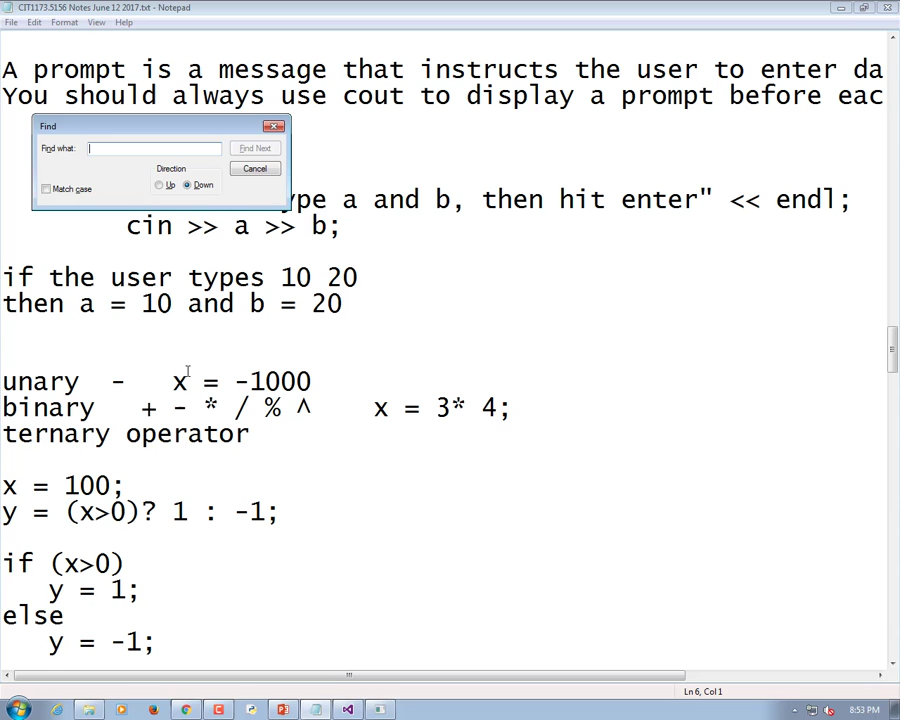 CIT1173.5156 Notes June 12 2017.txt - Notepad
File Edit Format View Help
A prompt is a message that instructs the user to enter da
You should always use cout to display a prompt before eac
Find
Find what:
Find Next
Direction
Cancel
Match case
Up
Down
ype a and b, then hit enter" << endl;
cin >> a >> b;
if the user types 10 20
then a = 10 and b = 20
unary - x = -1000
binary + - * / % ^ x = 3* 4;
ternary operator
x = 100;
y = (x>0)? 1 : -1;
if (x>0)
y = 1;
else
y = -1;
Ln 6, Col 1
8:53 PM